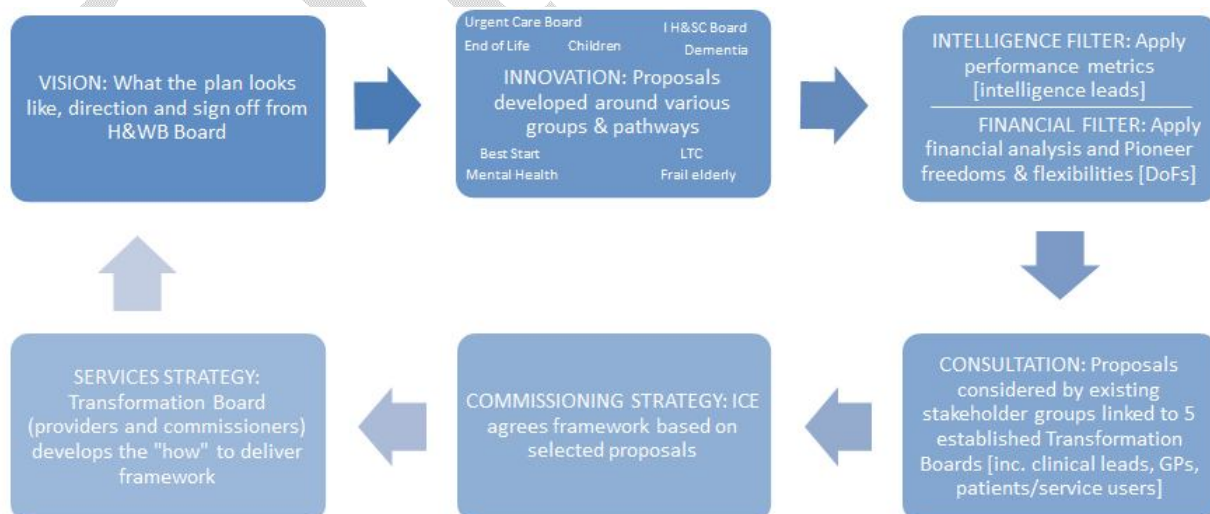 VISION: What the plan looks
like, direction and sign off from
H&WB Board
Urgent Care Board
I H&SC Board
End of Life
Children
Dementia
INNOVATION: Proposals
developed around various
groups & pathways
Best Start
LTC
Mental Health
Frail elderly
INTELLIGENCE FILTER: Apply
performance metrics
[intelligence leads]
FINANCIAL FILTER: Apply
financial analysis and Pioneer
freedoms & flexibilities [DoFs]
CONSULTATION: Proposals
considered by existing
stakeholder groups linked to 5
established Transformation
Boards [inc. clinical leads, GPs,
patients/service users]
COMMISSIONING STRATEGY: ICE
agrees framework based on
selected proposals
SERVICES STRATEGY:
Transformation Board
(providers and commissioners)
develops the "how" to deliver
framework